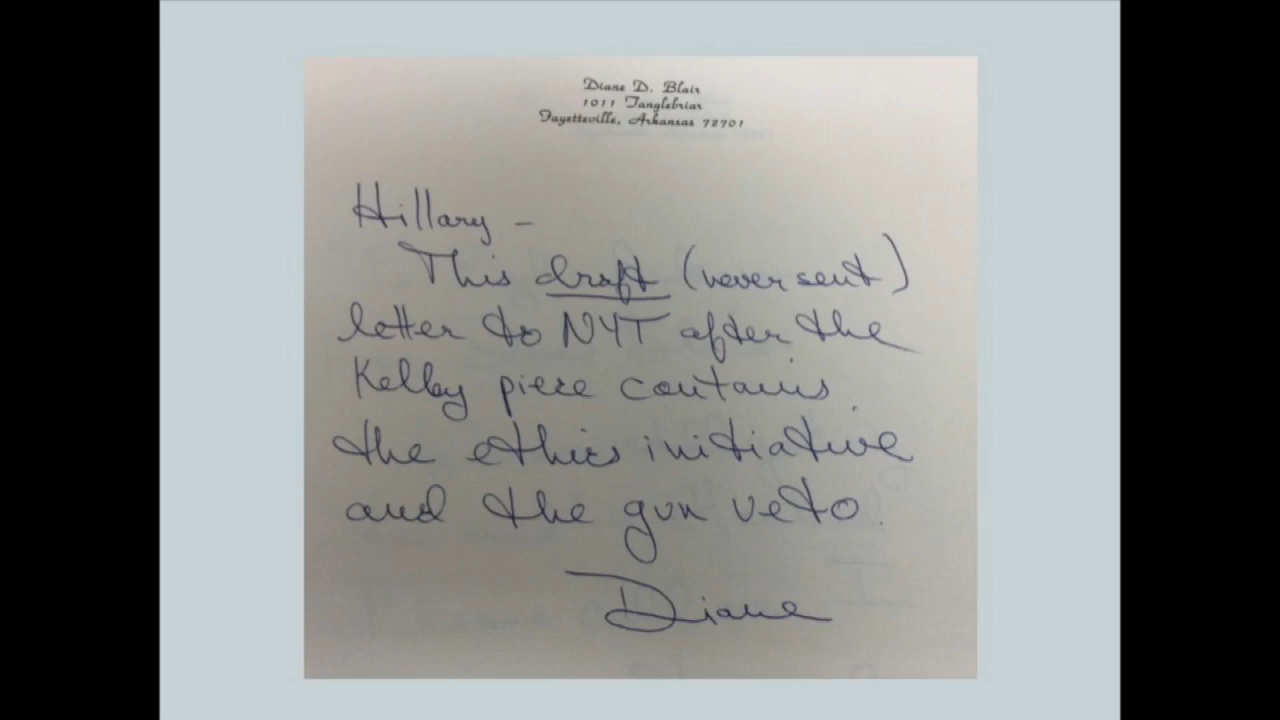 Diane D. Blair
1011 Tanglebriar
Fayetteville, Arkansas 72701
Hillary -
This draft (never sent)
letter to NYT after the
Kelley piece contains
the ethics initiative
and the gun veto.
Diane